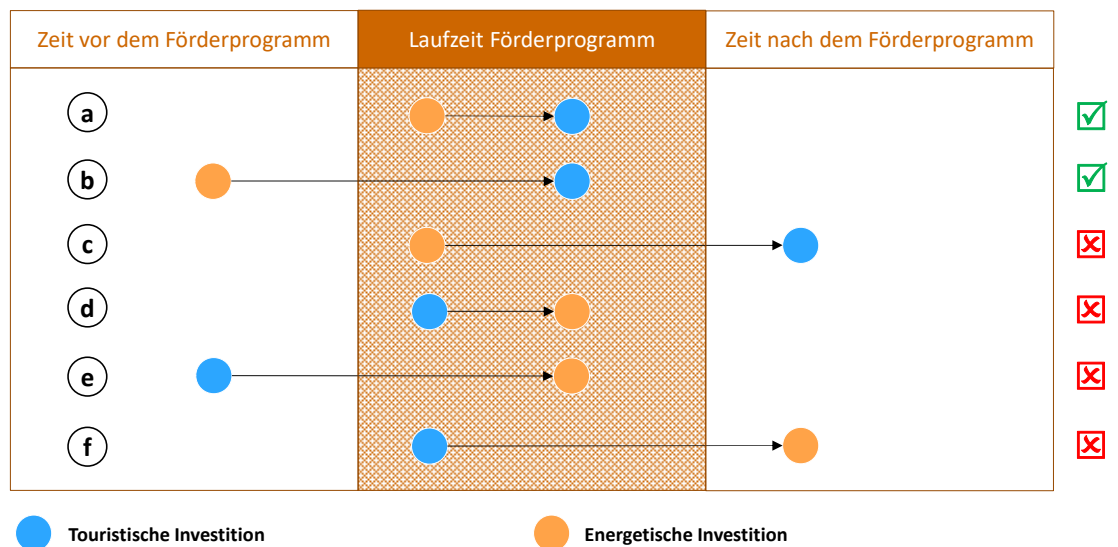 Zeit vor dem Förderprogramm
Laufzeit Förderprogramm
Zeit nach dem Förderprogramm
a
b
c
d
e
f
Touristische Investition
Energetische Investition